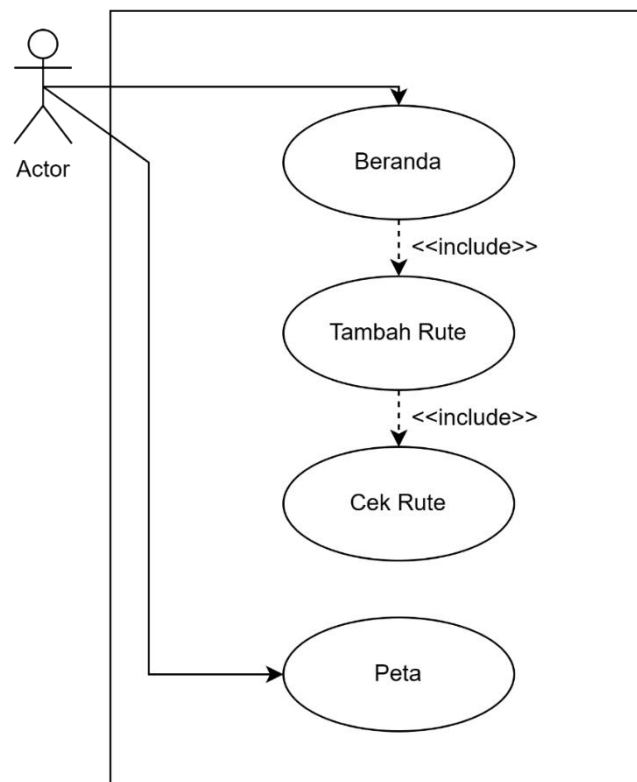 Actor
Beranda
<<include>>
Tambah Rute
<<include>>
Cek Rute
Peta